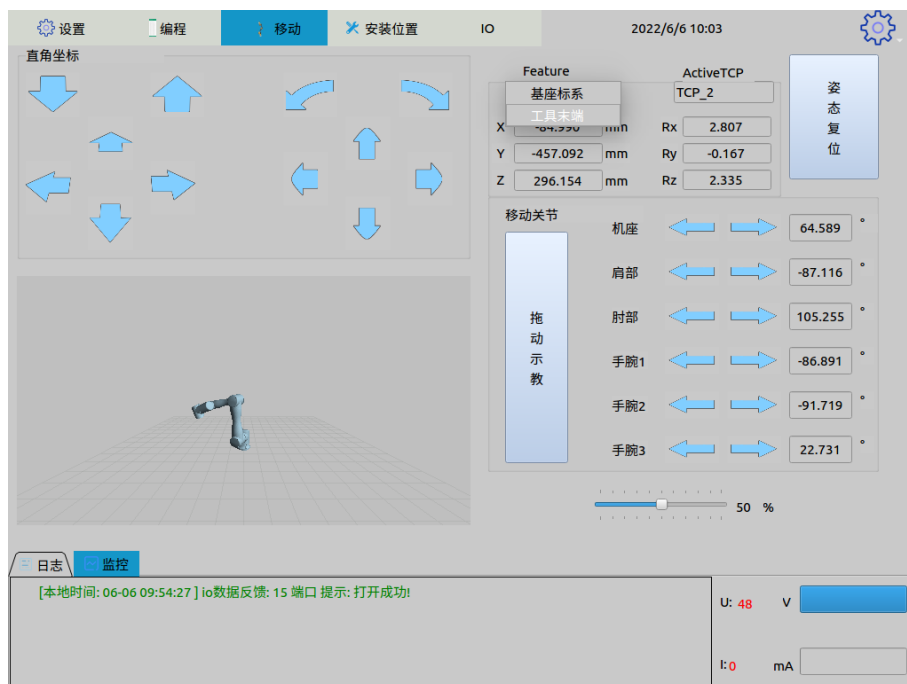 设置 编程 移动 安装位置 IO 2022/6/6 10:03
直角坐标
Feature ActiveTCP
基座标系 TCP_2
工具末端
X -84.990 mm Rx 2.807
Y -457.092 mm Ry -0.167
Z 296.154 mm Rz 2.335
姿态复位
移动关节
机座 64.589 °
肩部 -87.116 °
拖动示教
肘部 105.255 °
手腕1 -86.891 °
手腕2 -91.719 °
手腕3 22.731 °
50 %
日志 监控
[本地时间: 06-06 09:54:27 ] io数据反馈: 15 端口 提示: 打开成功!
U: 48 V
I: 0 mA